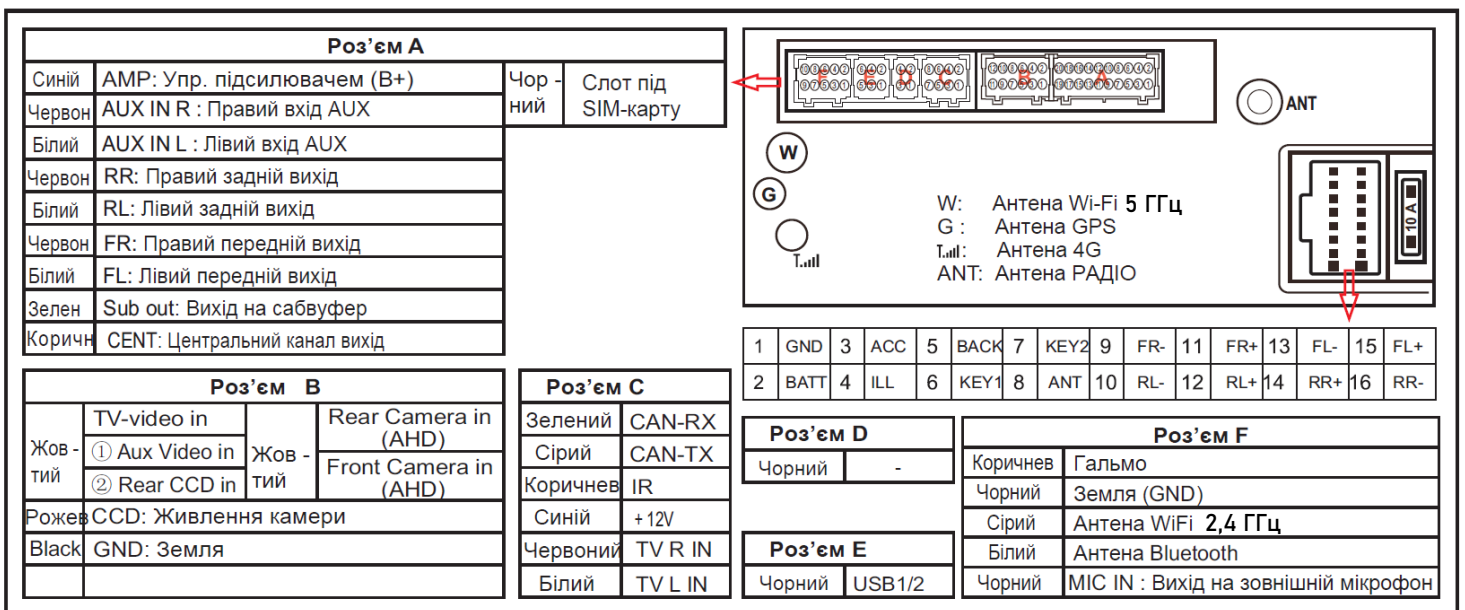 Роз’єм А
Синій AMP: Упр. підсилювачем (B+) Чор - ний Слот під SIM-карту
Червон AUX IN R : Правий вхід AUX
Білий AUX IN L : Лівий вхід AUX
Червон RR: Правий задній вихід
Білий RL: Лівий задній вихід
Червон FR: Правий передній вихід
Білий FL: Лівий передній вихід
Зелен Sub out: Вихід на сабвуфер
Коричн CENT: Центральний канал вихід
F E D C B A
ANT
W
G
T
10 A
W: Антена Wi-Fi 5 ГГц
G : Антена GPS
T: Антена 4G
ANT: Антена РАДІО
1 GND 3 ACC 5 BACK 7 KEY2 9 FR- 11 FR+ 13 FL- 15 FL+
2 BATT 4 ILL 6 KEY1 8 ANT 10 RL- 12 RL+ 14 RR+ 16 RR-
Роз’єм В
Жов - тий
TV-video in
① Aux Video in
② Rear CCD in
Жов - тий
Rear Camera in
(AHD)
Front Camera in
(AHD)
Рожев CCD: Живлення камери
Black GND: Земля
Роз’єм С
Зелений CAN-RX
Сірий CAN-TX
Коричнев IR
Синій + 12V
Червоний TV R IN
Білий TV L IN
Роз’єм D
Чорний -
Роз’єм E
Чорний USB1/2
Роз’єм F
Коричнев Гальмо
Чорний Земля (GND)
Сірий Антена WiFi 2,4 ГГц
Білий Антена Bluetooth
Чорний MIC IN : Вихід на зовнішній мікрофон